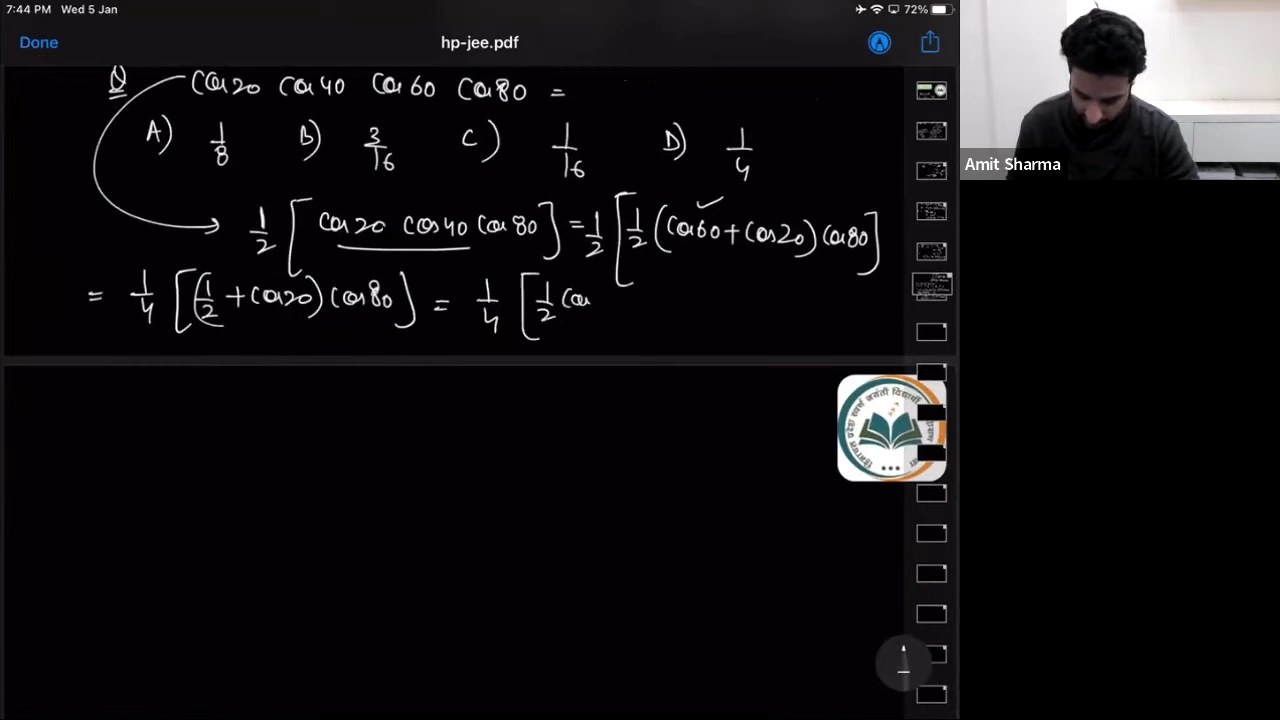 7:44 PM Wed 5 Jan 72%
Done hp-jee.pdf
Amit Sharma
Q cos20 cos40 cos60 cos80 =
A) 1/8 B) 3/16 C) 1/16 D) 1/4
1/2 [cos20 cos40 cos80] = 1/2 [1/2 (cos60+cos20) cos80]
= 1/4 [(1/2 + cos20) cos80] = 1/4 [1/2 cos